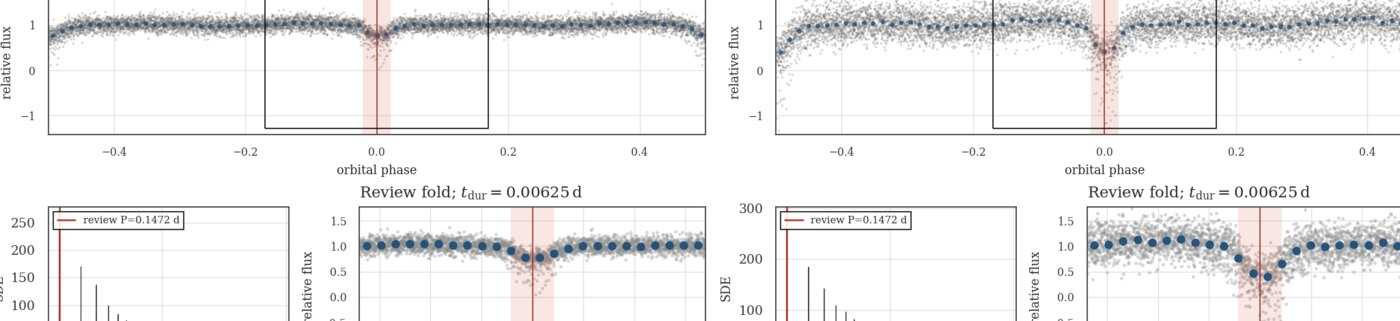 relative flux
1
0
−1
−0.4
−0.2
0.0
0.2
0.4
orbital phase
relative flux
1
0
−1
−0.4
−0.2
0.0
0.2
0.4
orbital phase
Review fold; t_dur = 0.00625 d
Review fold; t_dur = 0.00625 d
SDE
250
200
150
100
review P=0.1472 d
relative flux
1.5
1.0
0.5
0.0
SDE
300
200
100
review P=0.1472 d
relative flux
1.5
1.0
0.5
0.0